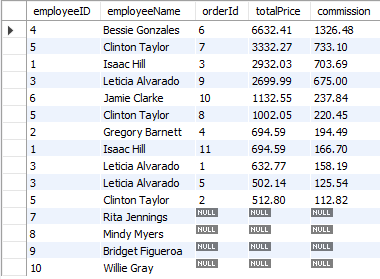 employeeID employeeName orderId totalPrice commission
4 Bessie Gonzales 6 6632.41 1326.48
5 Clinton Taylor 7 3332.27 733.10
1 Isaac Hill 3 2932.03 703.69
3 Leticia Alvarado 9 2699.99 675.00
6 Jamie Clarke 10 1132.55 237.84
5 Clinton Taylor 8 1002.05 220.45
2 Gregory Barnett 4 694.59 194.49
1 Isaac Hill 11 694.59 166.70
3 Leticia Alvarado 1 632.77 158.19
3 Leticia Alvarado 5 502.14 125.54
5 Clinton Taylor 2 512.80 112.82
7 Rita Jennings NULL NULL NULL
8 Mindy Myers NULL NULL NULL
9 Bridget Figueroa NULL NULL NULL
10 Willie Gray NULL NULL NULL